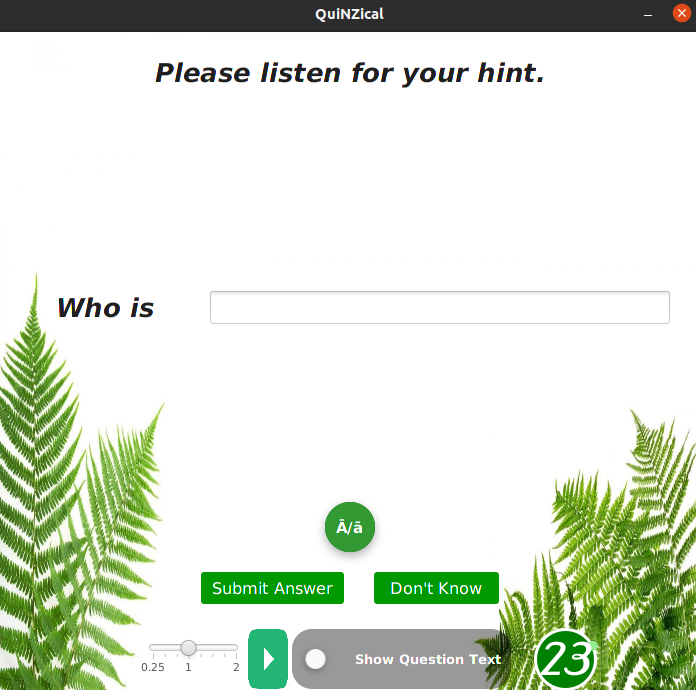 QuiNZical
Please listen for your hint.
Who is
Ā/ā
Submit Answer
Don't Know
0.25 1 2
Show Question Text
23